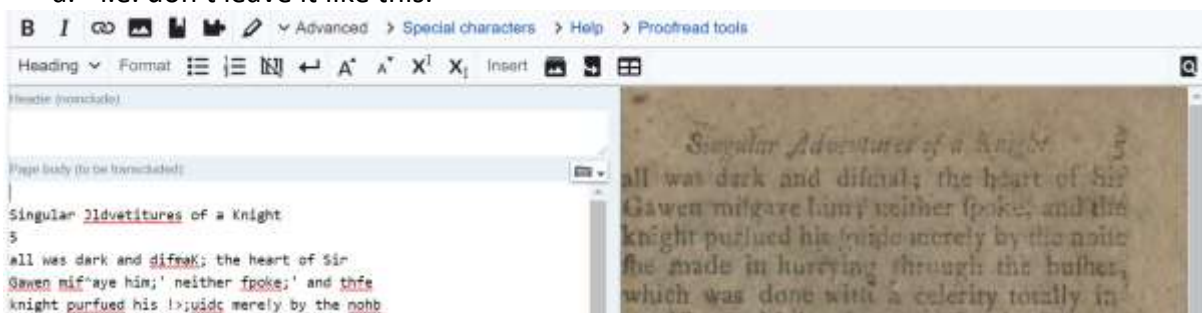 a. i.e. don't leave it like this:
B I Advanced Special characters Help Proofread tools
Heading Format A A X Insert
Header (noinclude)
Page body (to be transcluded)
Singular JldvetituresofaKnight
5
all was dark and difmaK; the heart of Sir
Gawen mif^aye him;' neither fpoke;' and thfe
knight purfued his !>;uidc mere!y by the nohb
Singular Adventures of a Knight.
all was dark and difmal; the heart of Sir
Gawen mifgave him; neither fpoke; and the
knight purfued his guide merely by the noife
fhe made in hurrying through the bufhes,
which was done with a celerity totally in